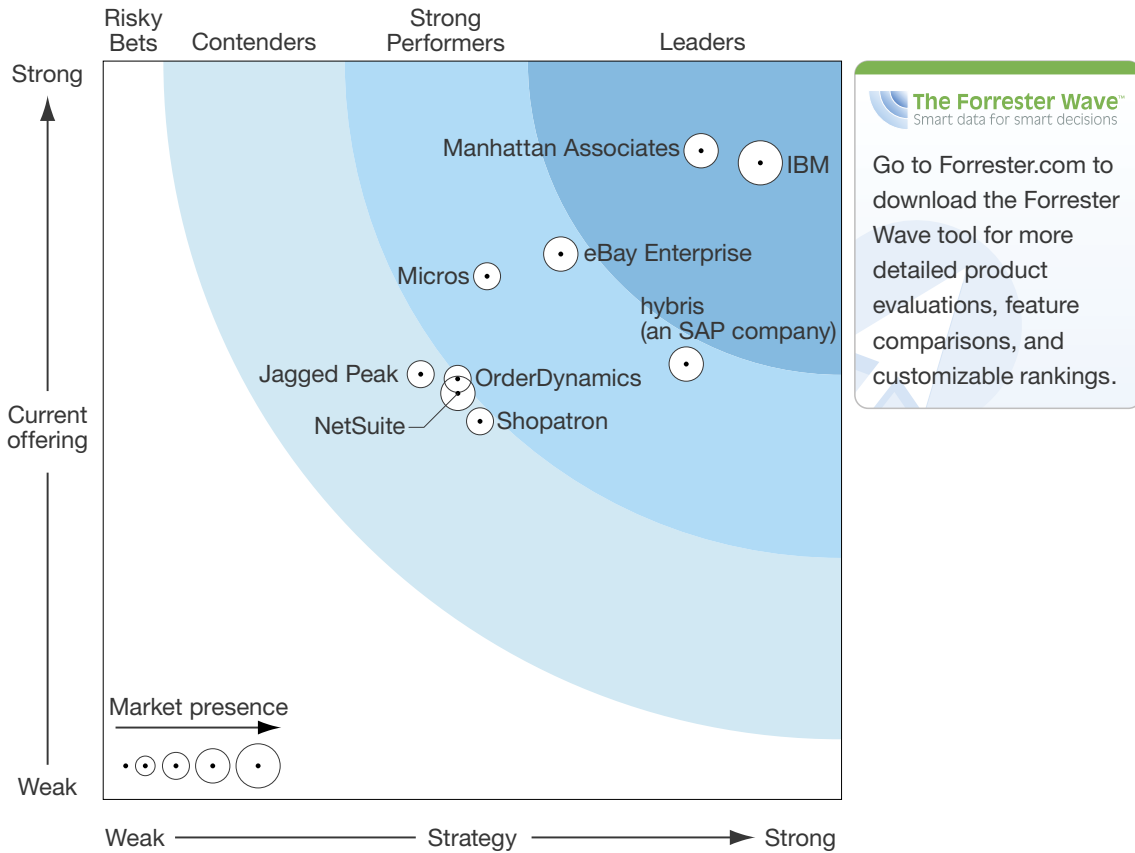 Risky
Bets
Contenders
Strong
Performers
Leaders
Strong
Current
offering
Weak
Manhattan Associates
IBM
eBay Enterprise
Micros
hybris
(an SAP company)
Jagged Peak
OrderDynamics
NetSuite
Shopatron
Market presence
Weak
Strategy
Strong
The Forrester Wave™
Smart data for smart decisions
Go to Forrester.com to
download the Forrester
Wave tool for more
detailed product
evaluations, feature
comparisons, and
customizable rankings.